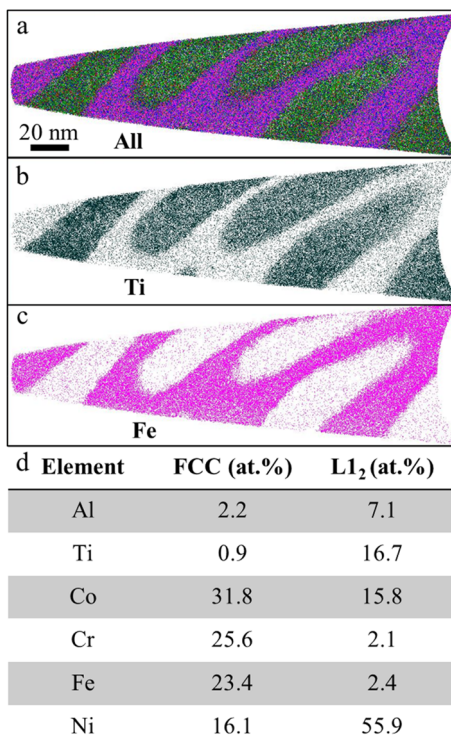 a
20 nm
All
b
Ti
c
Fe
d Element FCC (at.%) L1₂ (at.%)
Al 2.2 7.1
Ti 0.9 16.7
Co 31.8 15.8
Cr 25.6 2.1
Fe 23.4 2.4
Ni 16.1 55.9